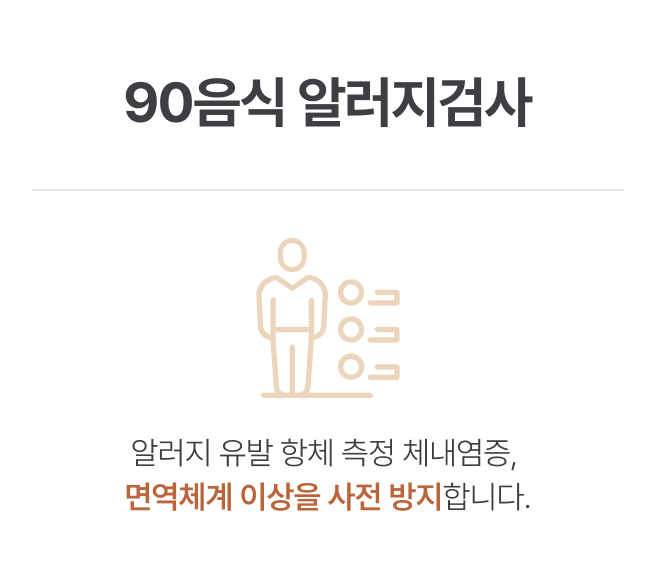 90음식 알러지검사
알러지 유발 항체 측정 체내염증,
면역체계 이상을 사전 방지합니다.